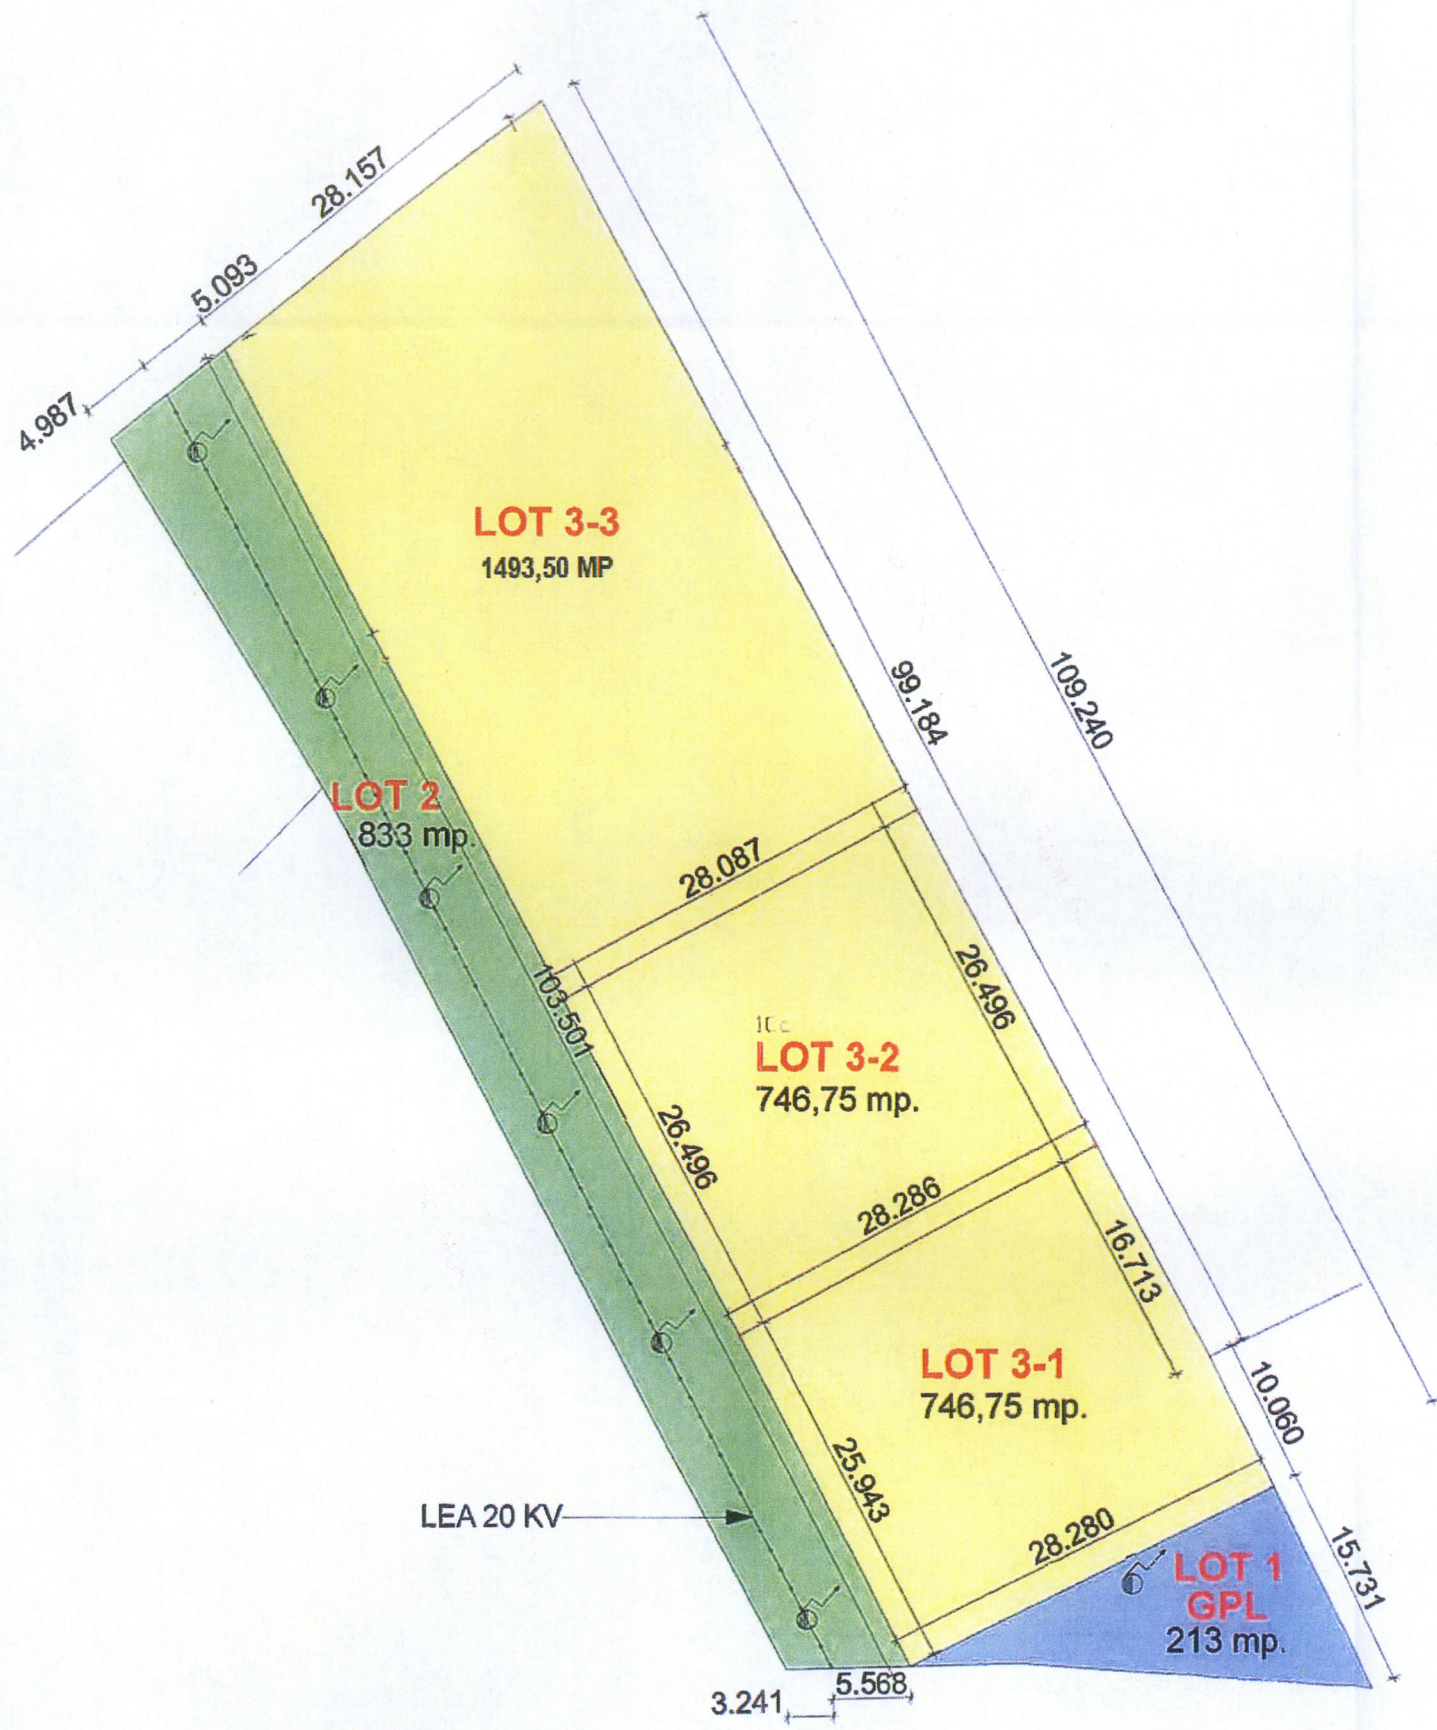 28.157
5.093
4.987
LOT 3-3
1493,50 MP
99.184
109.240
LOT 2
833 mp.
28.087
103.501
26.496
LOT 3-2
746,75 mp.
26.496
28.286
16.713
LOT 3-1
746,75 mp.
10.060
25.943
LEA 20 KV
28.280
15.731
LOT 1
GPL
213 mp.
5.568
3.241